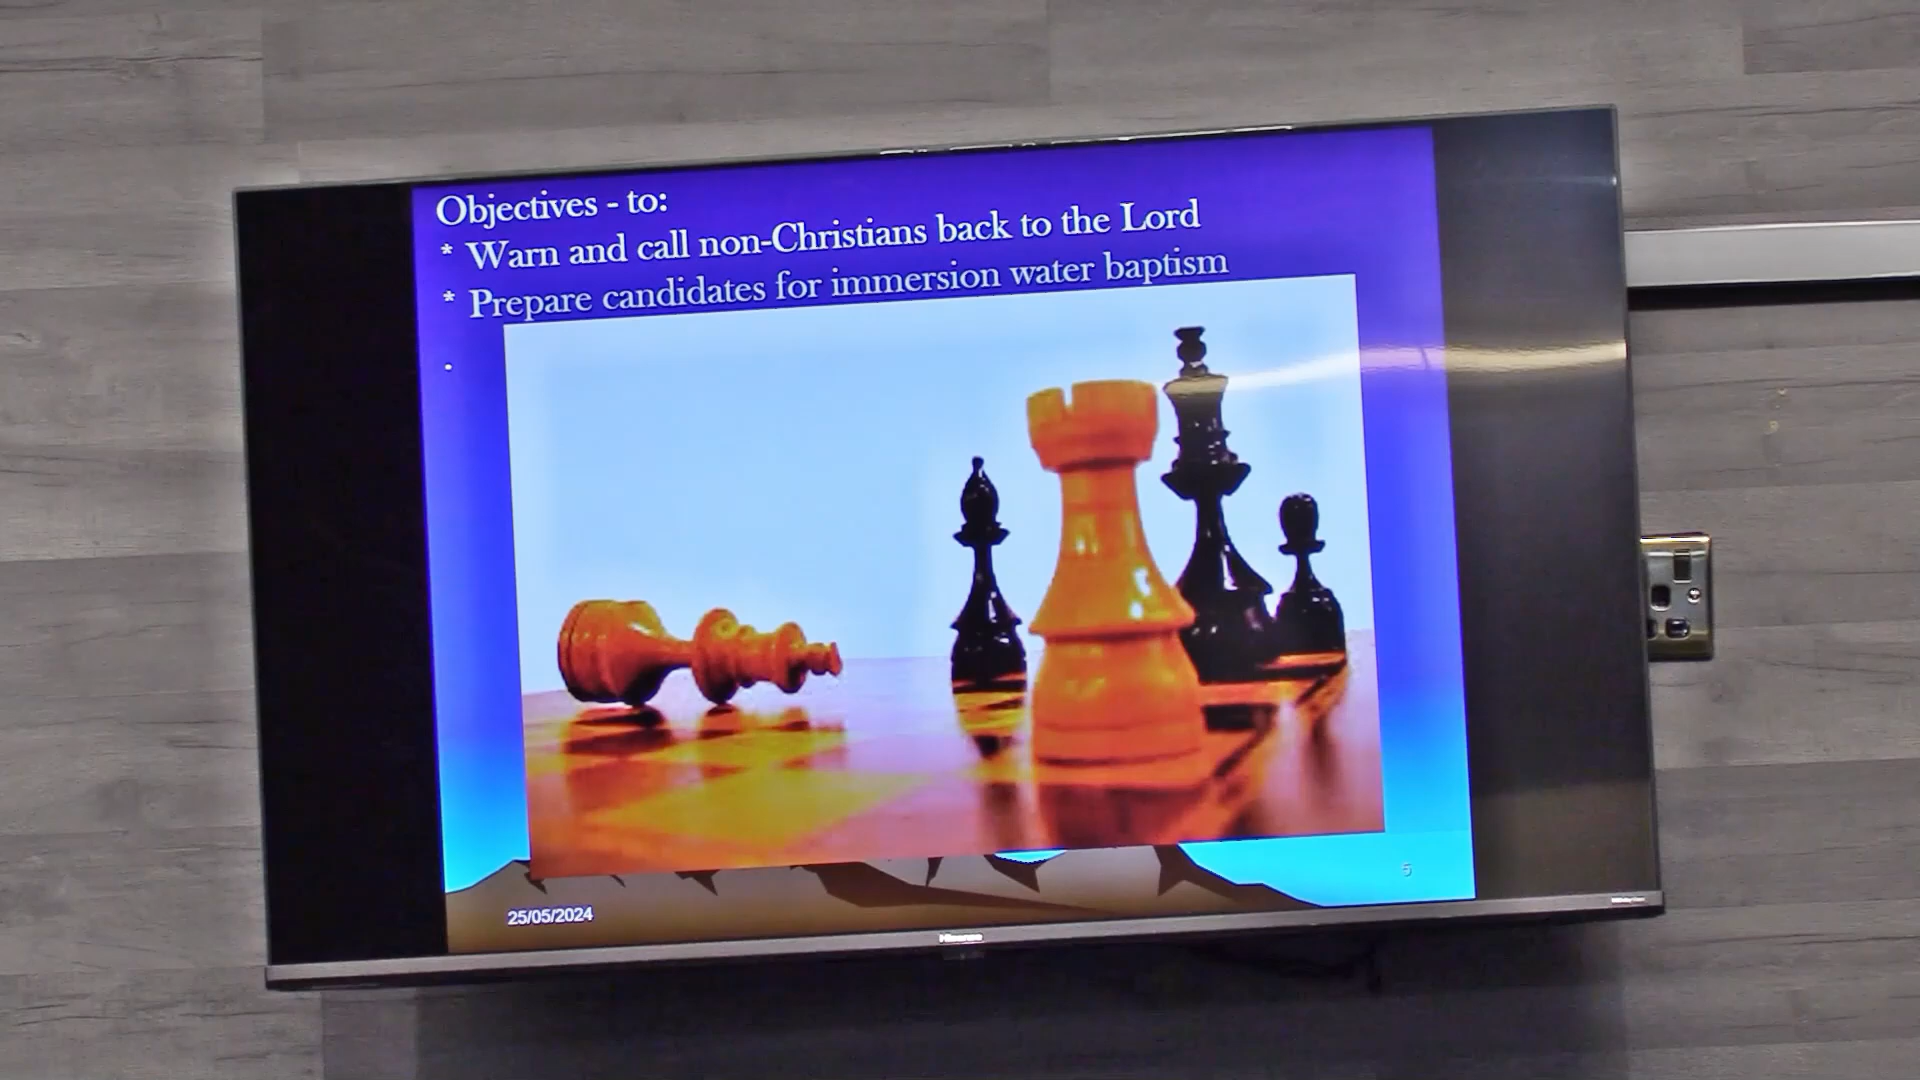 Objectives - to:
* Warn and call non-Christians back to the Lord
* Prepare candidates for immersion water baptism
.
5
25/05/2024
Hisense